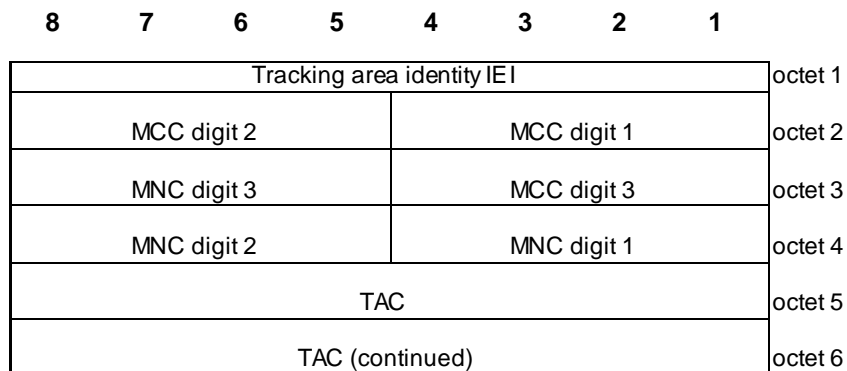 8 7 6 5 4 3 2 1
Tracking area identity IEI octet 1
MCC digit 2 MCC digit 1 octet 2
MNC digit 3 MCC digit 3 octet 3
MNC digit 2 MNC digit 1 octet 4
TAC octet 5
TAC (continued) octet 6